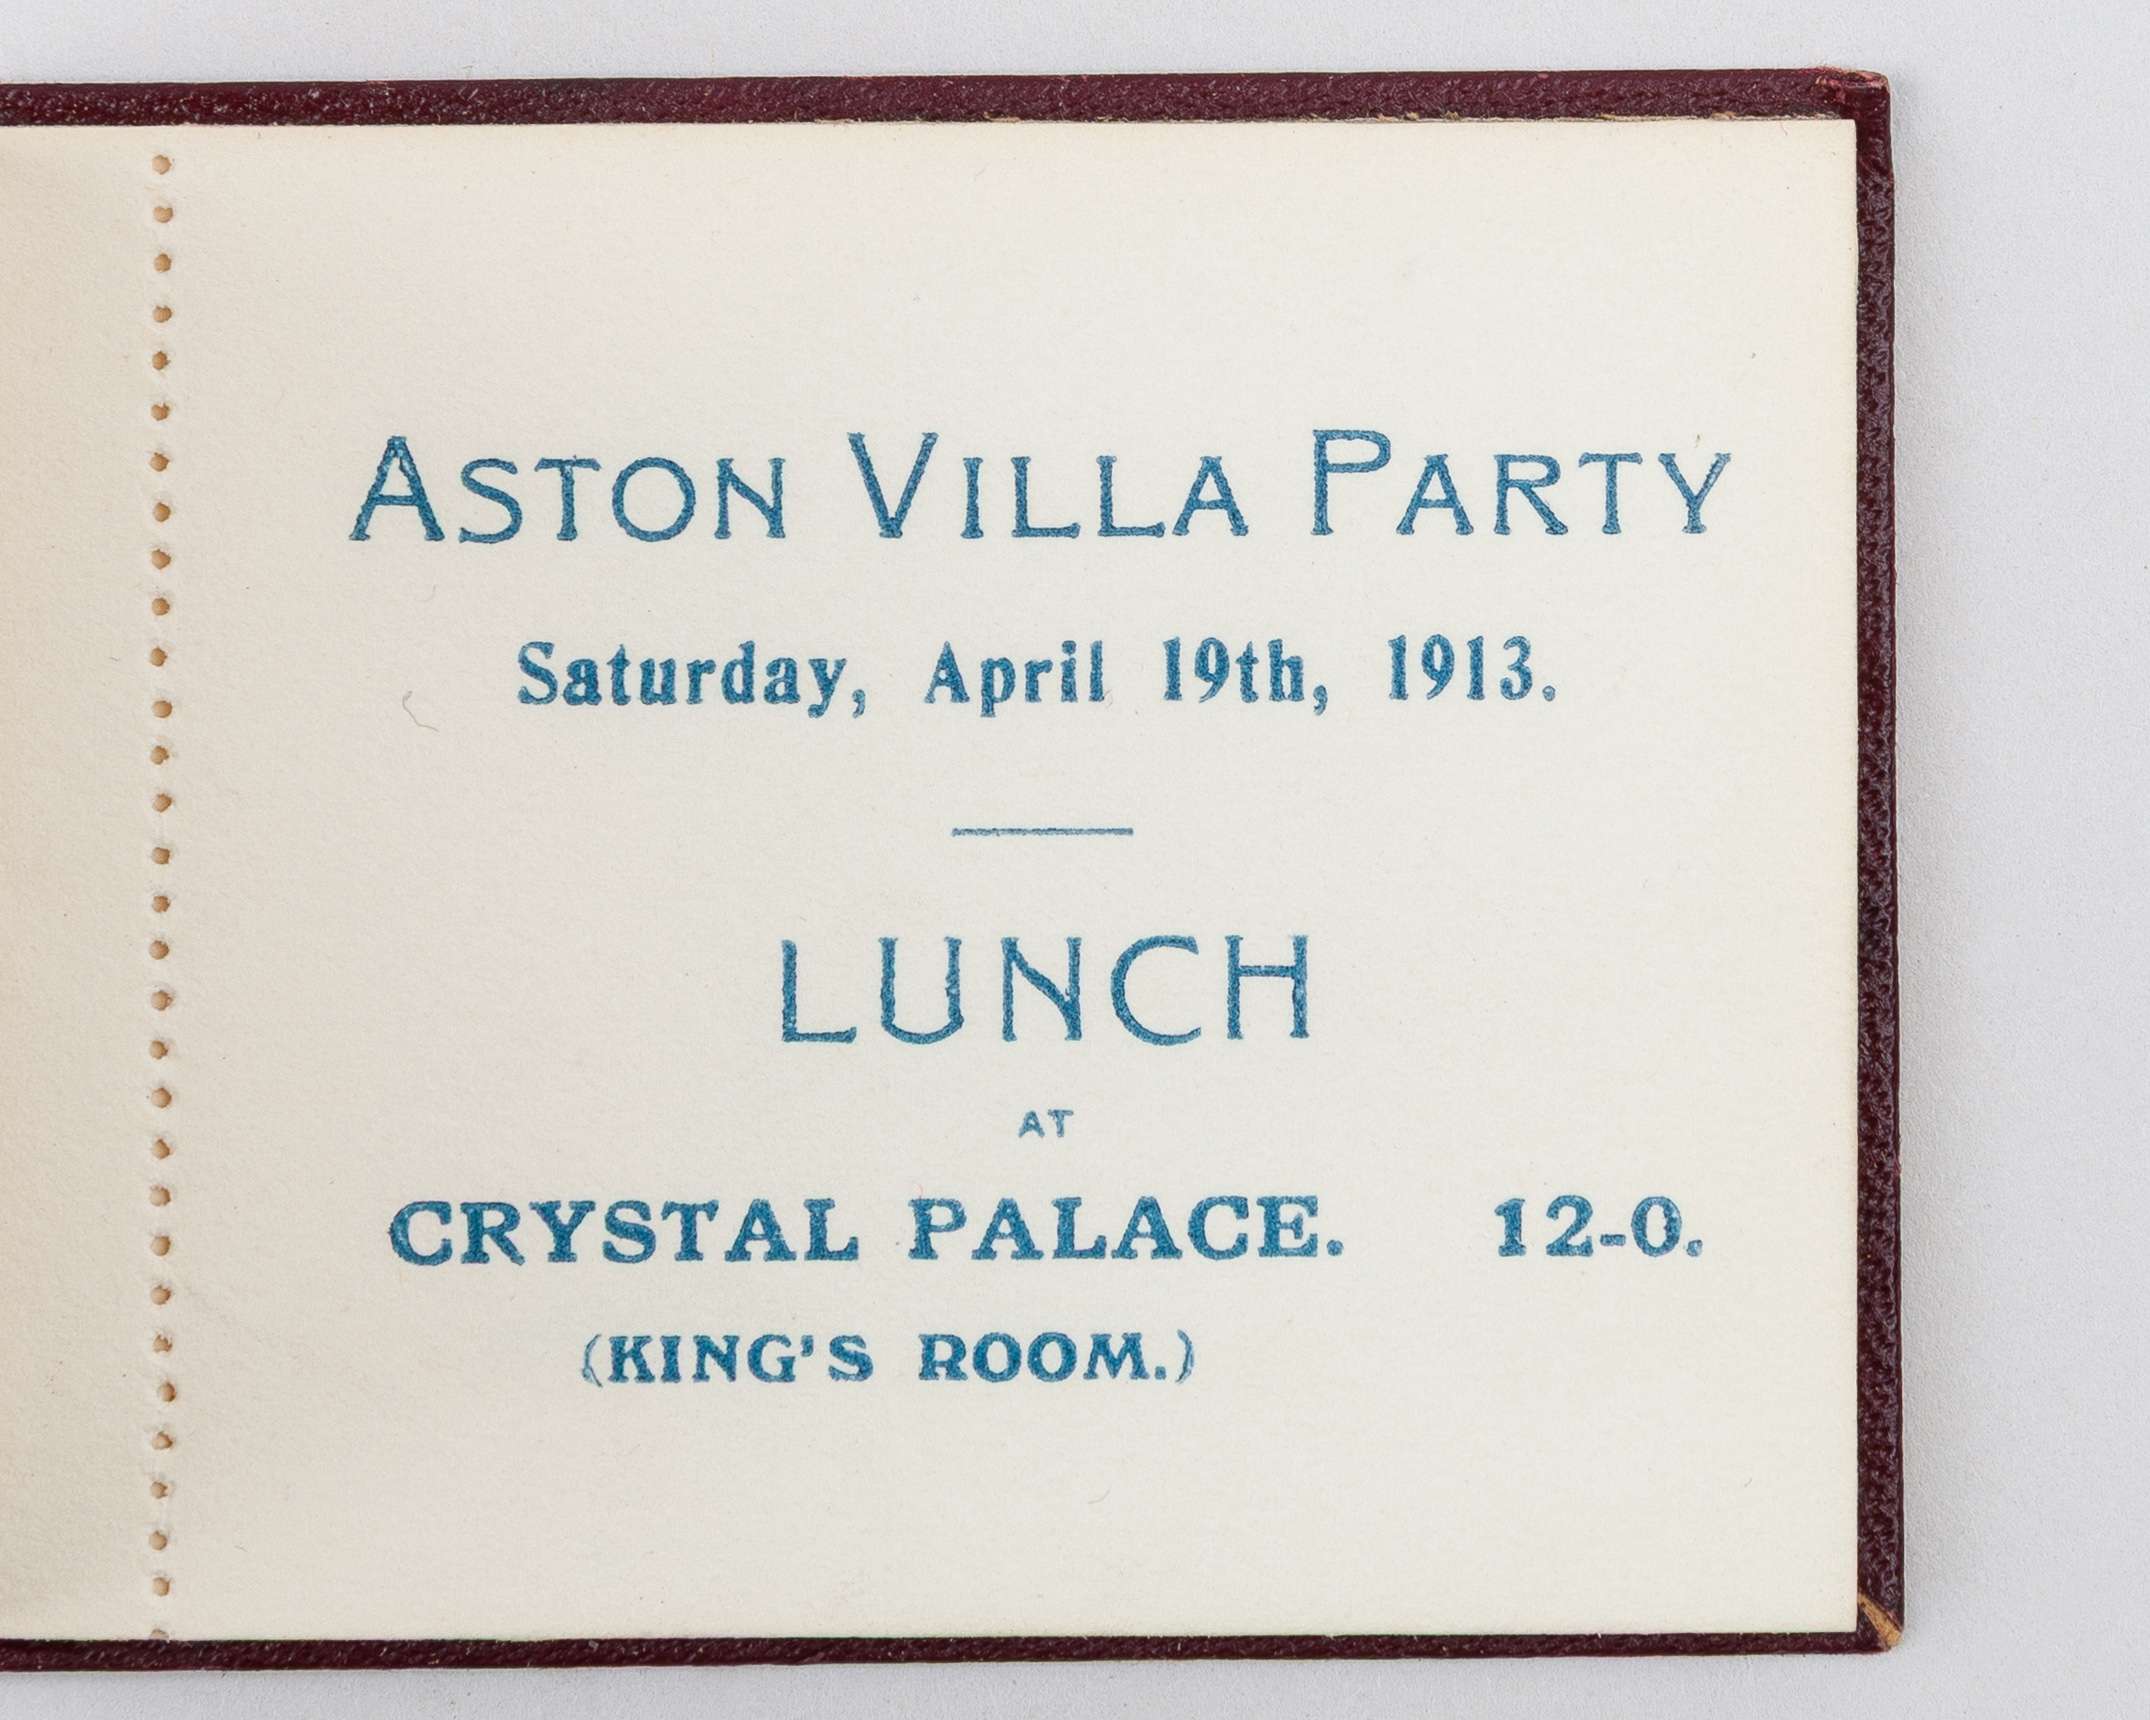 ASTON VILLA PARTY
Saturday, April 19th, 1913.
LUNCH
AT
CRYSTAL PALACE. 12-0.
(KING'S ROOM.)